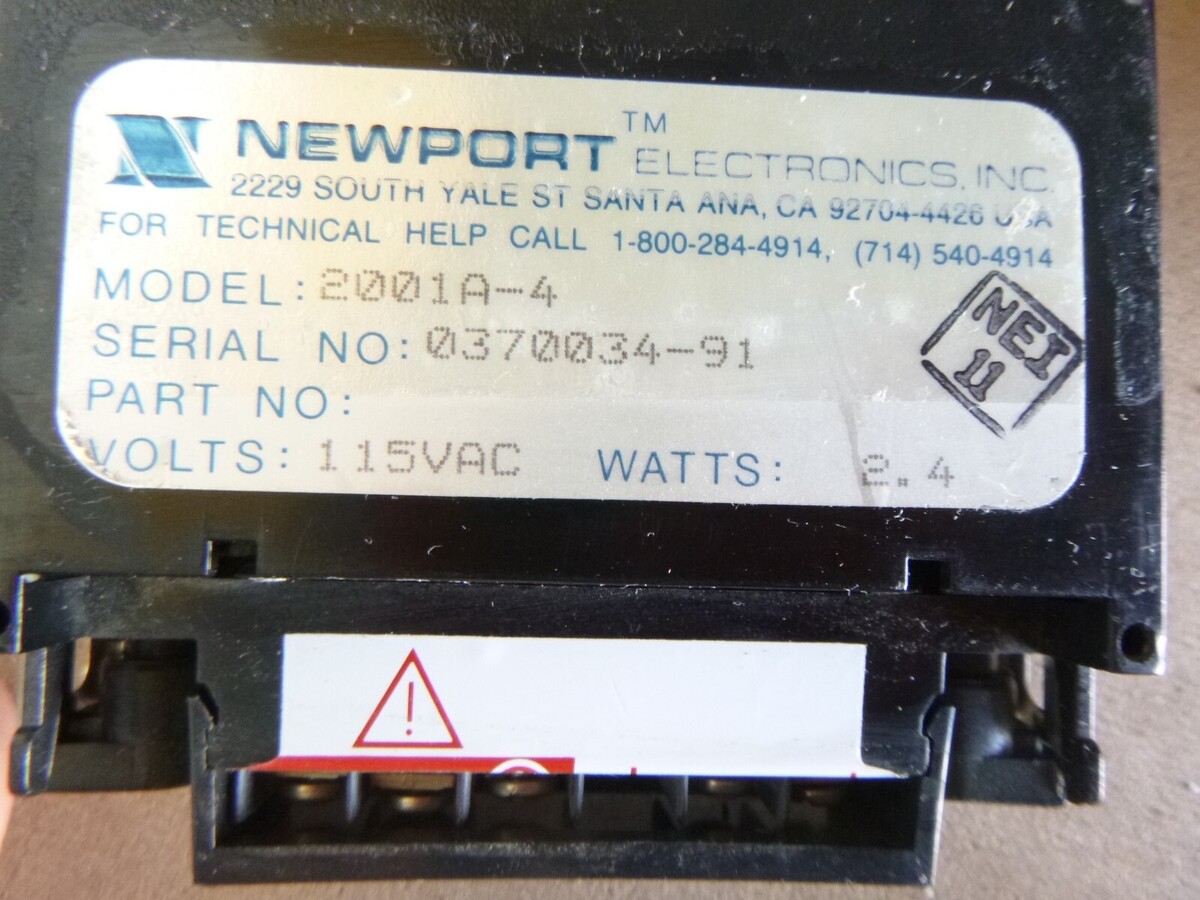 NEWPORT™
ELECTRONICS, INC.
2229 SOUTH YALE ST SANTA ANA, CA 92704-4426 USA
FOR TECHNICAL HELP CALL 1-800-284-4914, (714) 540-4914
MODEL: 2001A-4
SERIAL NO: 0370034-91
NEI
11
PART NO:
VOLTS: 115VAC WATTS: 2.4
!